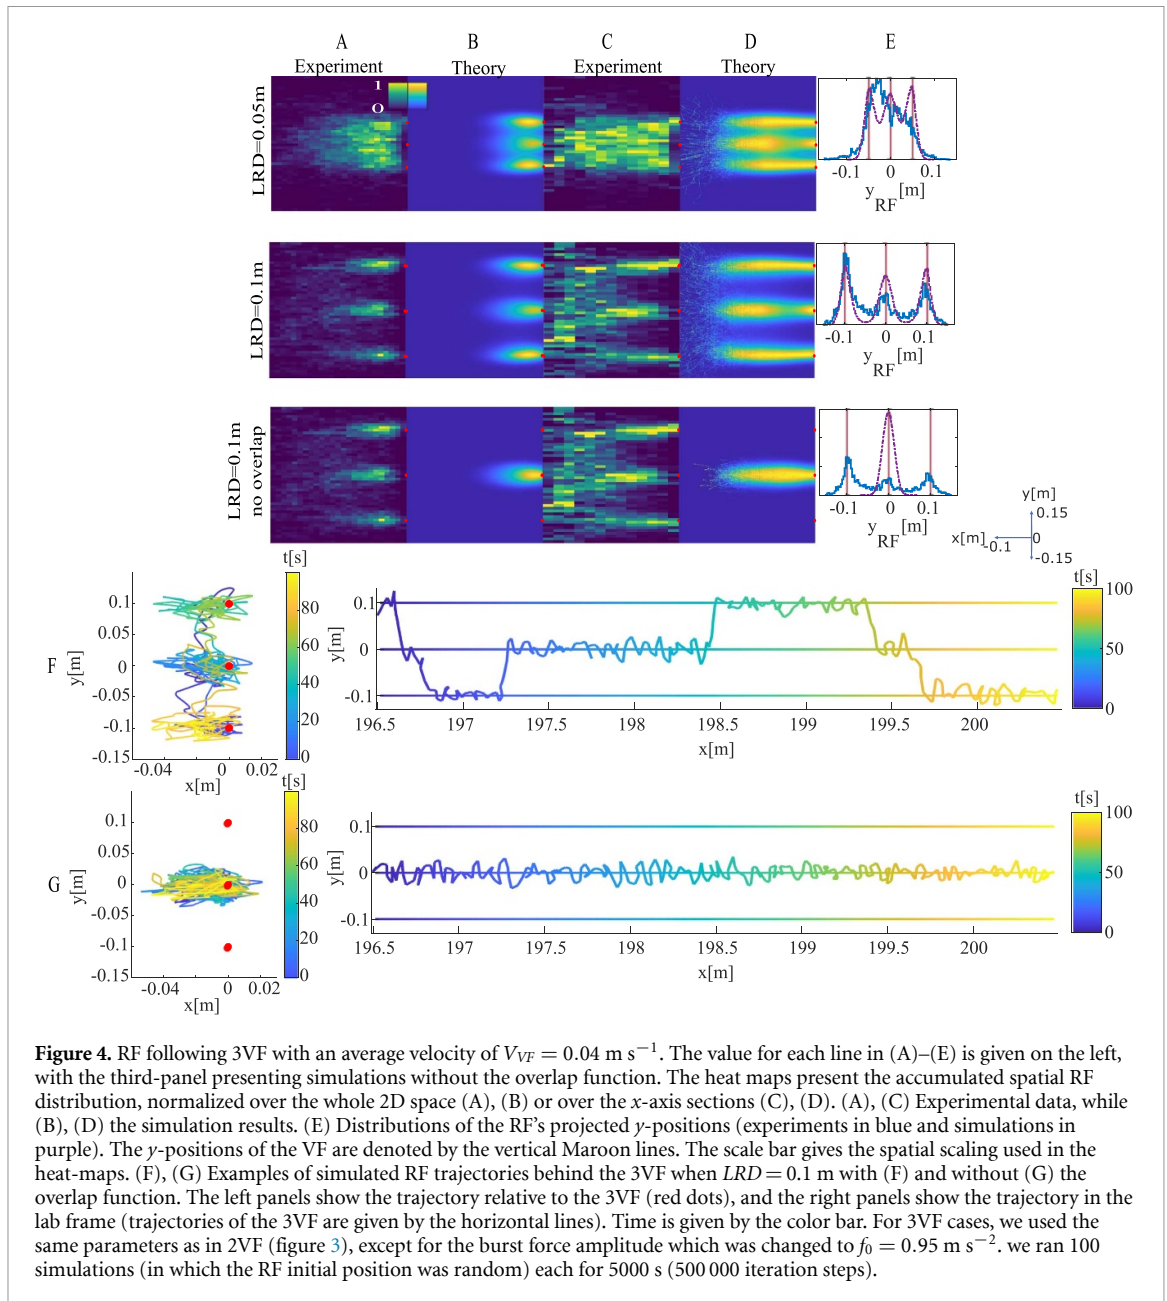 A B C D E
Experiment Theory Experiment Theory
1
0
LRD=0.05m
-0.1 0 0.1
y RF [m]
LRD=0.1m
-0.1 0 0.1
y RF [m]
LRD=0.1m
no overlap
-0.1 0 0.1
y RF [m]
y[m]
0.15
x[m] -0.1 0
-0.15
t[s]
F
y[m]
0.1
0.05
0
-0.05
-0.1
-0.15
-0.04 0 0.02
x[m]
80
60
40
20
0
y[m]
0.1
0
-0.1
196.5 197 197.5 198 198.5 199 199.5 200
x[m]
t[s]
100
50
0
t[s]
G
y[m]
0.1
0.05
0
-0.05
-0.1
-0.15
-0.04 0 0.02
x[m]
80
60
40
20
0
y[m]
0.1
0
-0.1
196.5 197 197.5 198 198.5 199 199.5 200
x[m]
t[s]
100
50
0
Figure 4. RF following 3VF with an average velocity of V_VF = 0.04 m s⁻¹. The value for each line in (A)–(E) is given on the left,
with the third-panel presenting simulations without the overlap function. The heat maps present the accumulated spatial RF
distribution, normalized over the whole 2D space (A), (B) or over the x-axis sections (C), (D). (A), (C) Experimental data, while
(B), (D) the simulation results. (E) Distributions of the RF's projected y-positions (experiments in blue and simulations in
purple). The y-positions of the VF are denoted by the vertical Maroon lines. The scale bar gives the spatial scaling used in the
heat-maps. (F), (G) Examples of simulated RF trajectories behind the 3VF when LRD = 0.1 m with (F) and without (G) the
overlap function. The left panels show the trajectory relative to the 3VF (red dots), and the right panels show the trajectory in the
lab frame (trajectories of the 3VF are given by the horizontal lines). Time is given by the color bar. For 3VF cases, we used the
same parameters as in 2VF (figure 3), except for the burst force amplitude which was changed to f₀ = 0.95 m s⁻². we ran 100
simulations (in which the RF initial position was random) each for 5000 s (500 000 iteration steps).